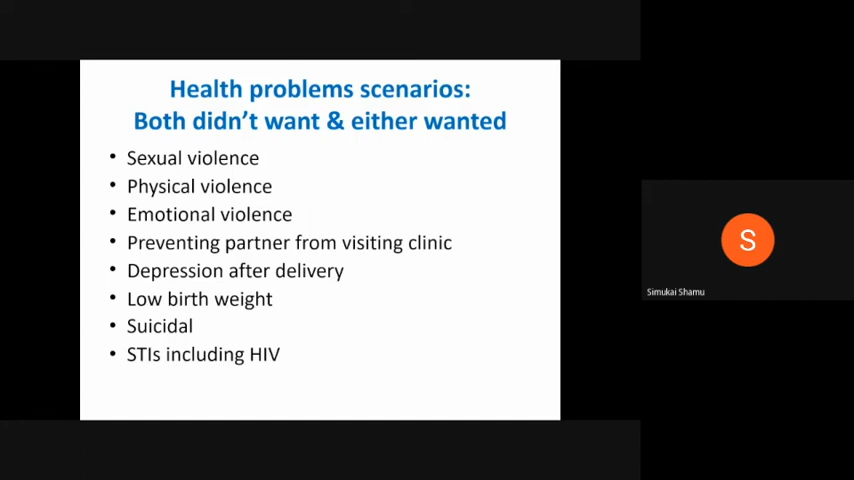 Health problems scenarios:
Both didn't want & either wanted
• Sexual violence
• Physical violence
• Emotional violence
• Preventing partner from visiting clinic
• Depression after delivery
• Low birth weight
• Suicidal
• STIs including HIV
S
Simukai Shamu